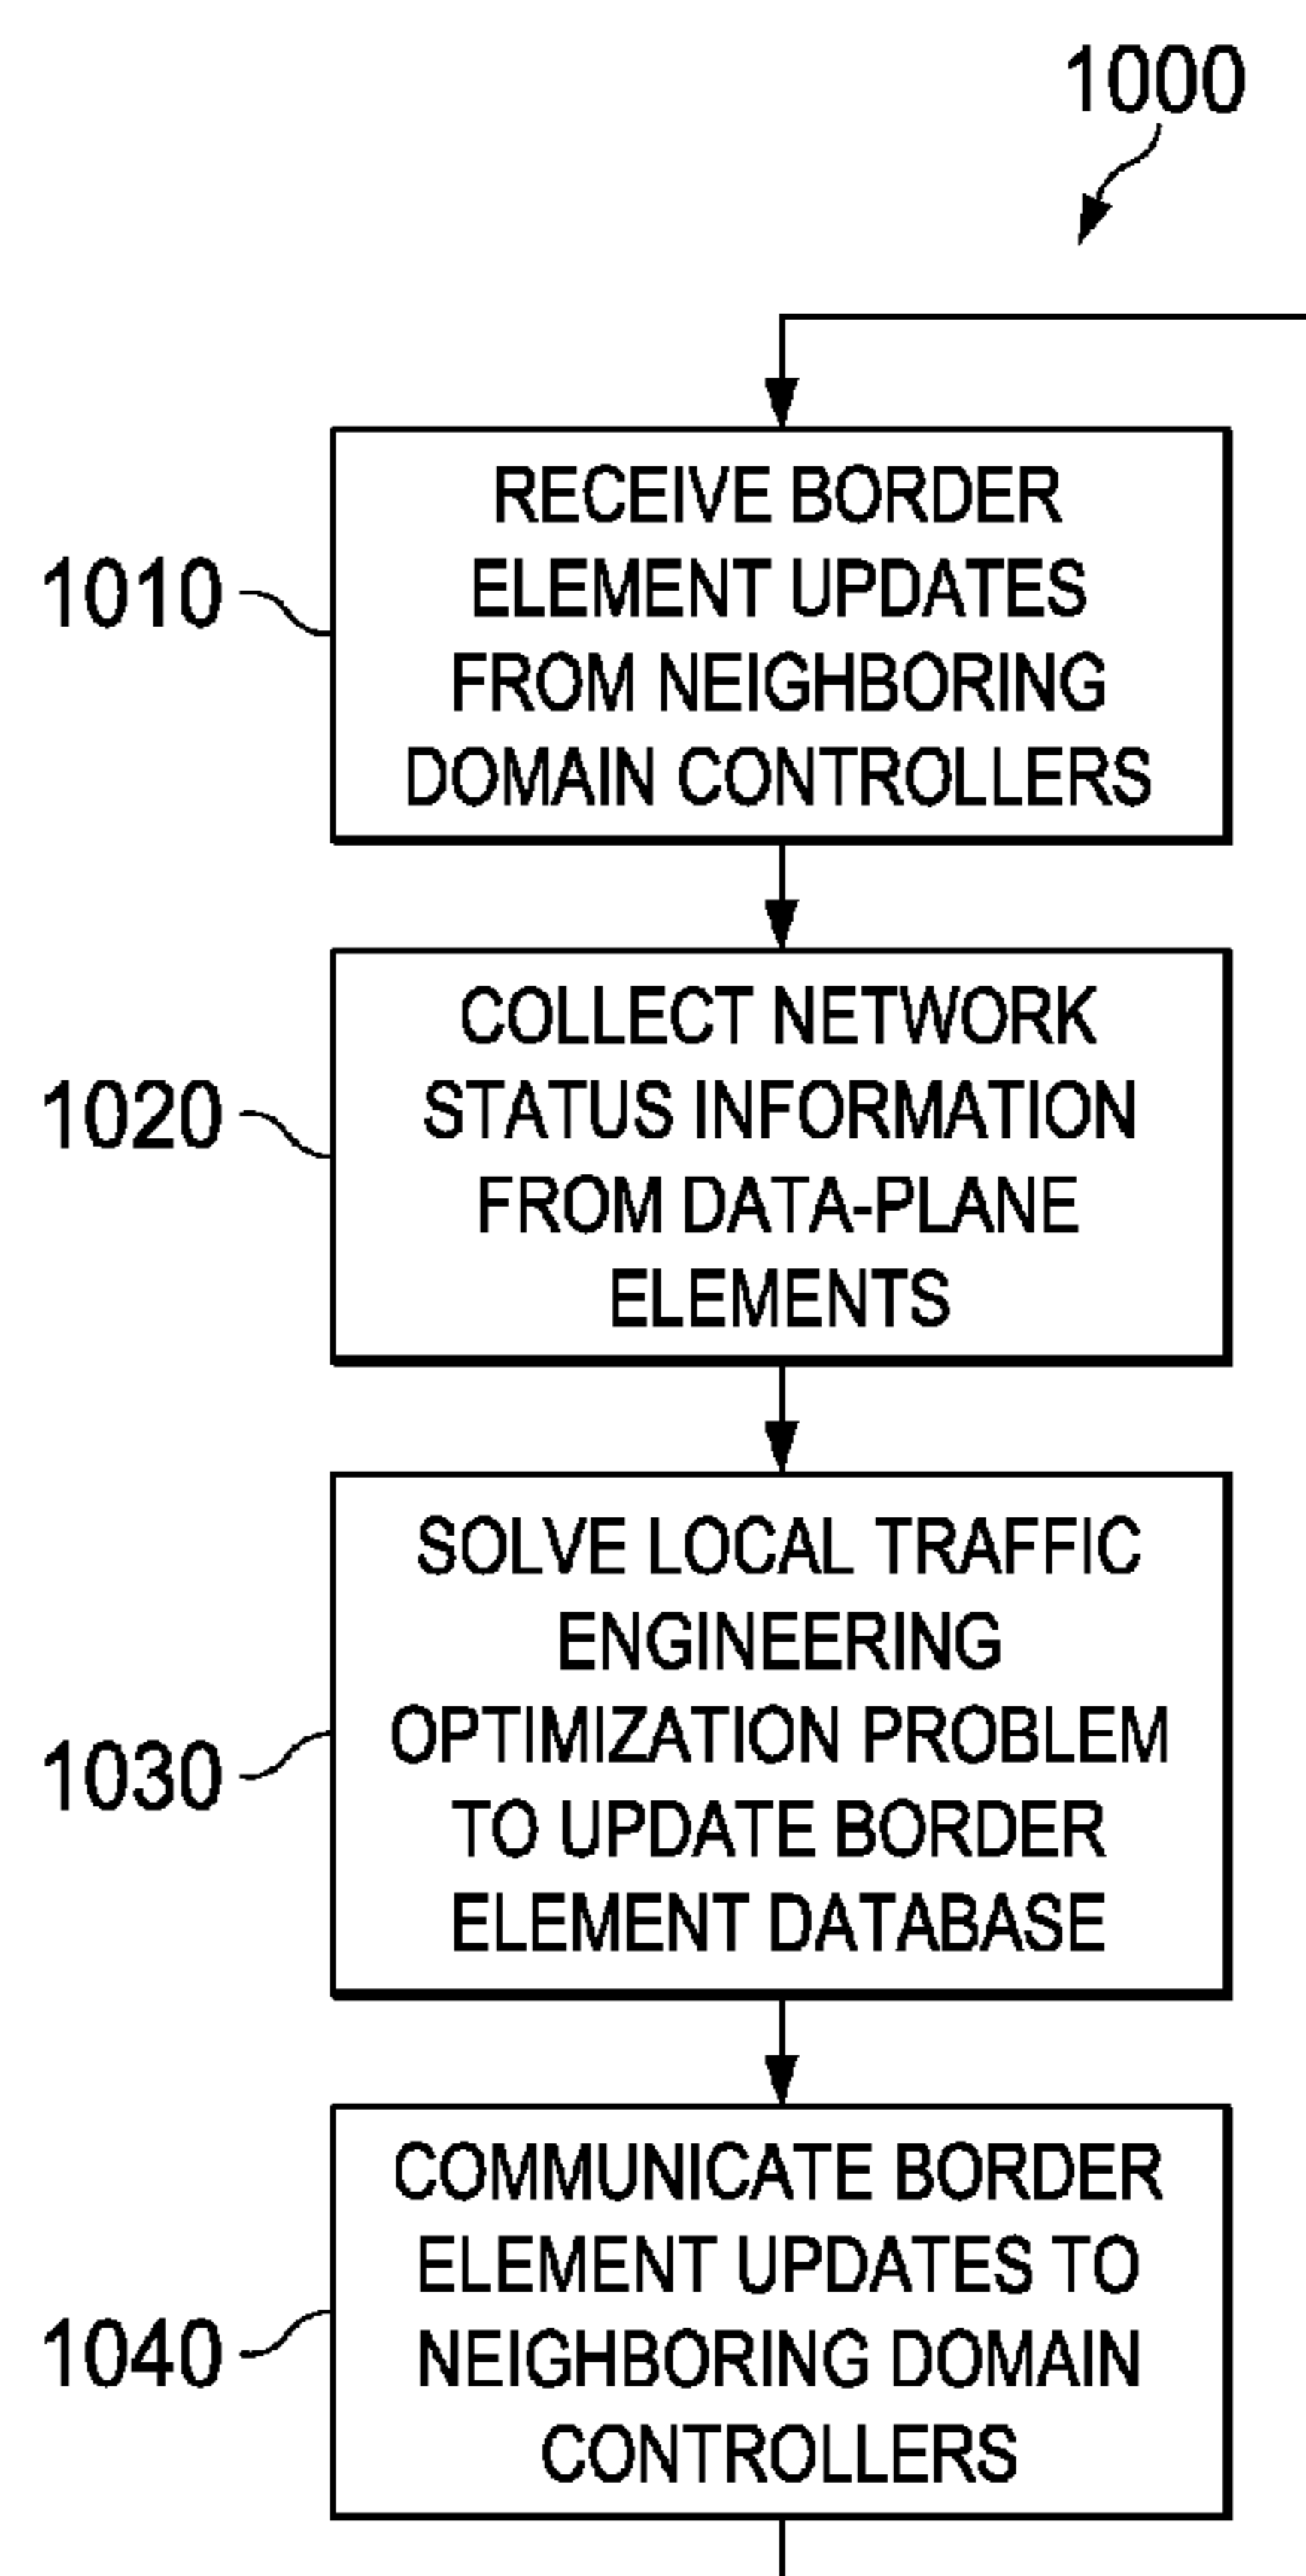 1000
1010
RECEIVE BORDER
ELEMENT UPDATES
FROM NEIGHBORING
DOMAIN CONTROLLERS
1020
COLLECT NETWORK
STATUS INFORMATION
FROM DATA-PLANE
ELEMENTS
1030
SOLVE LOCAL TRAFFIC
ENGINEERING
OPTIMIZATION PROBLEM
TO UPDATE BORDER
ELEMENT DATABASE
1040
COMMUNICATE BORDER
ELEMENT UPDATES TO
NEIGHBORING DOMAIN
CONTROLLERS